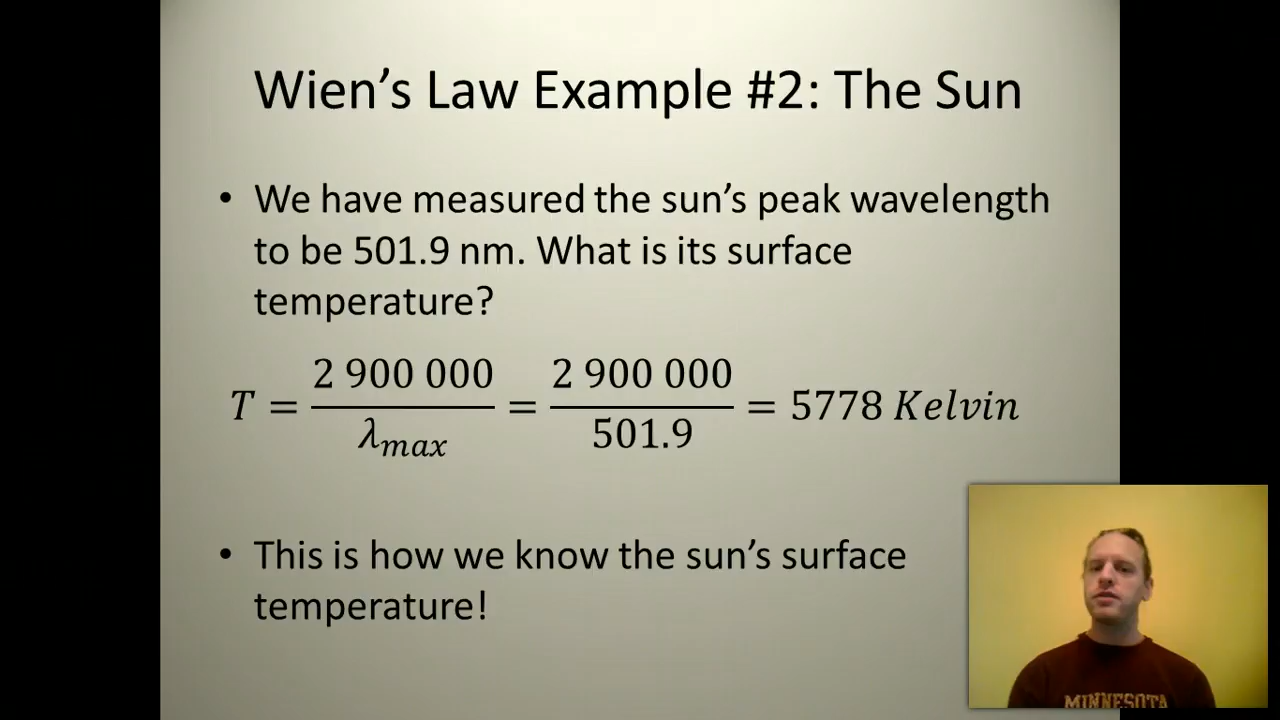 Wien’s Law Example #2: The Sun
• We have measured the sun’s peak wavelength
to be 501.9 nm. What is its surface
temperature?
T = 2 900 000 / λmax = 2 900 000 / 501.9 = 5778 Kelvin
• This is how we know the sun’s surface
temperature!
MINNESOTA